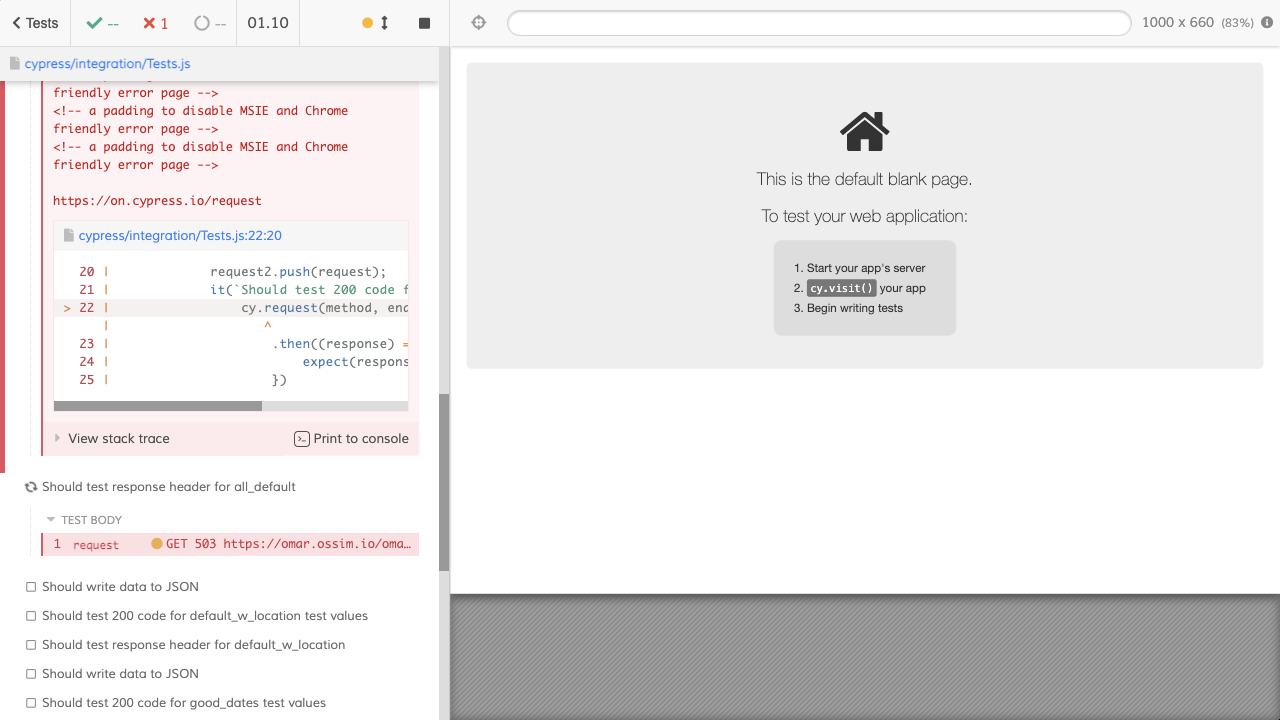 Tests
--
1
--
01.10
1000 x 660 (83%)
cypress/integration/Tests.js
friendly error page -->
<!-- a padding to disable MSIE and Chrome
friendly error page -->
<!-- a padding to disable MSIE and Chrome
friendly error page -->
https://on.cypress.io/request
cypress/integration/Tests.js:22:20
20 | request2.push(request);
21 | it(`Should test 200 code f
> 22 | cy.request(method, end
| ^
23 | .then((response) =
24 | expect(respons
25 | })
View stack trace
Print to console
Should test response header for all_default
TEST BODY
1 request GET 503 https://omar.ossim.io/oma…
Should write data to JSON
Should test 200 code for default_w_location test values
Should test response header for default_w_location
Should write data to JSON
Should test 200 code for good_dates test values
This is the default blank page.
To test your web application:
1. Start your app's server
2. cy.visit() your app
3. Begin writing tests